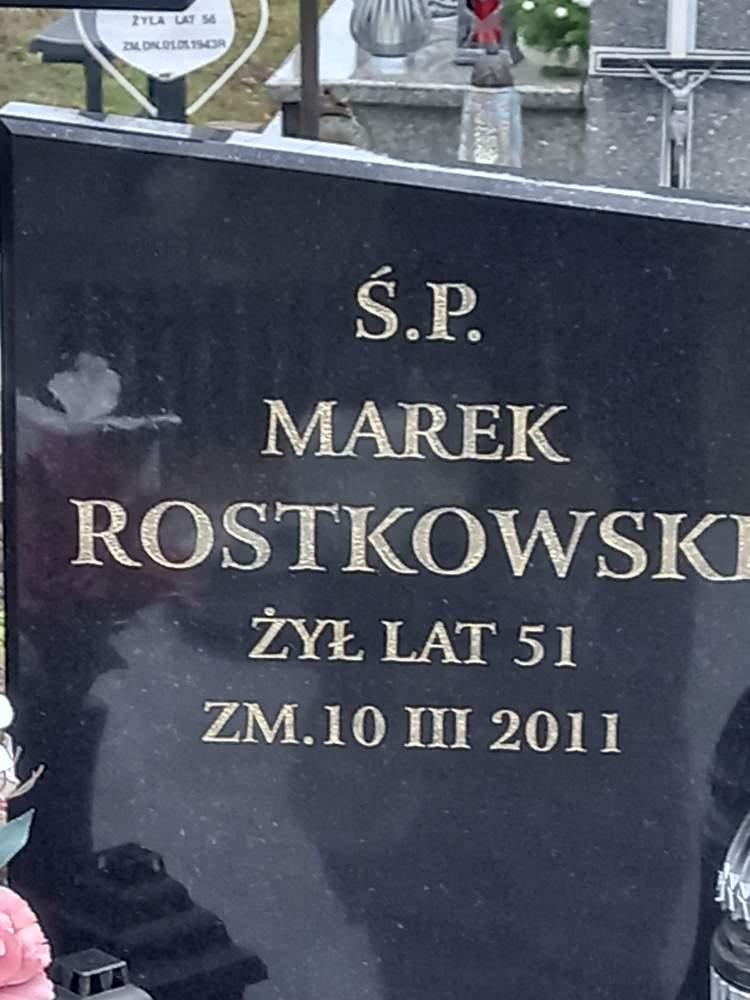 ŻYŁA LAT 56
ZM.DN.01.01.1943R
Ś.P.
MAREK
ROSTKOWSKI
ŻYŁ LAT 51
ZM.10 III 2011